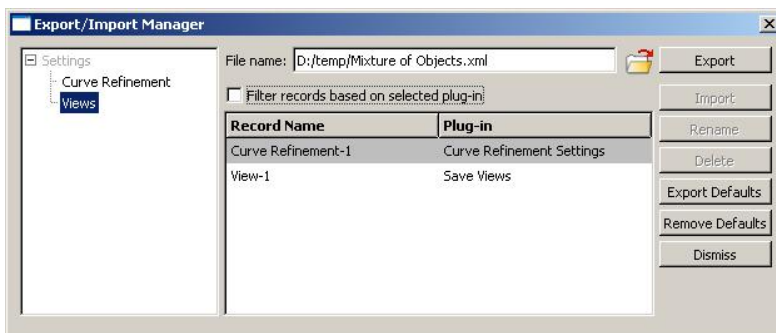 Export/Import Manager
Settings
Curve Refinement
Views
File name: D:/temp/Mixture of Objects.xml
Filter records based on selected plug-in
Record Name Plug-in
Curve Refinement-1 Curve Refinement Settings
View-1 Save Views
Export
Import
Rename
Delete
Export Defaults
Remove Defaults
Dismiss